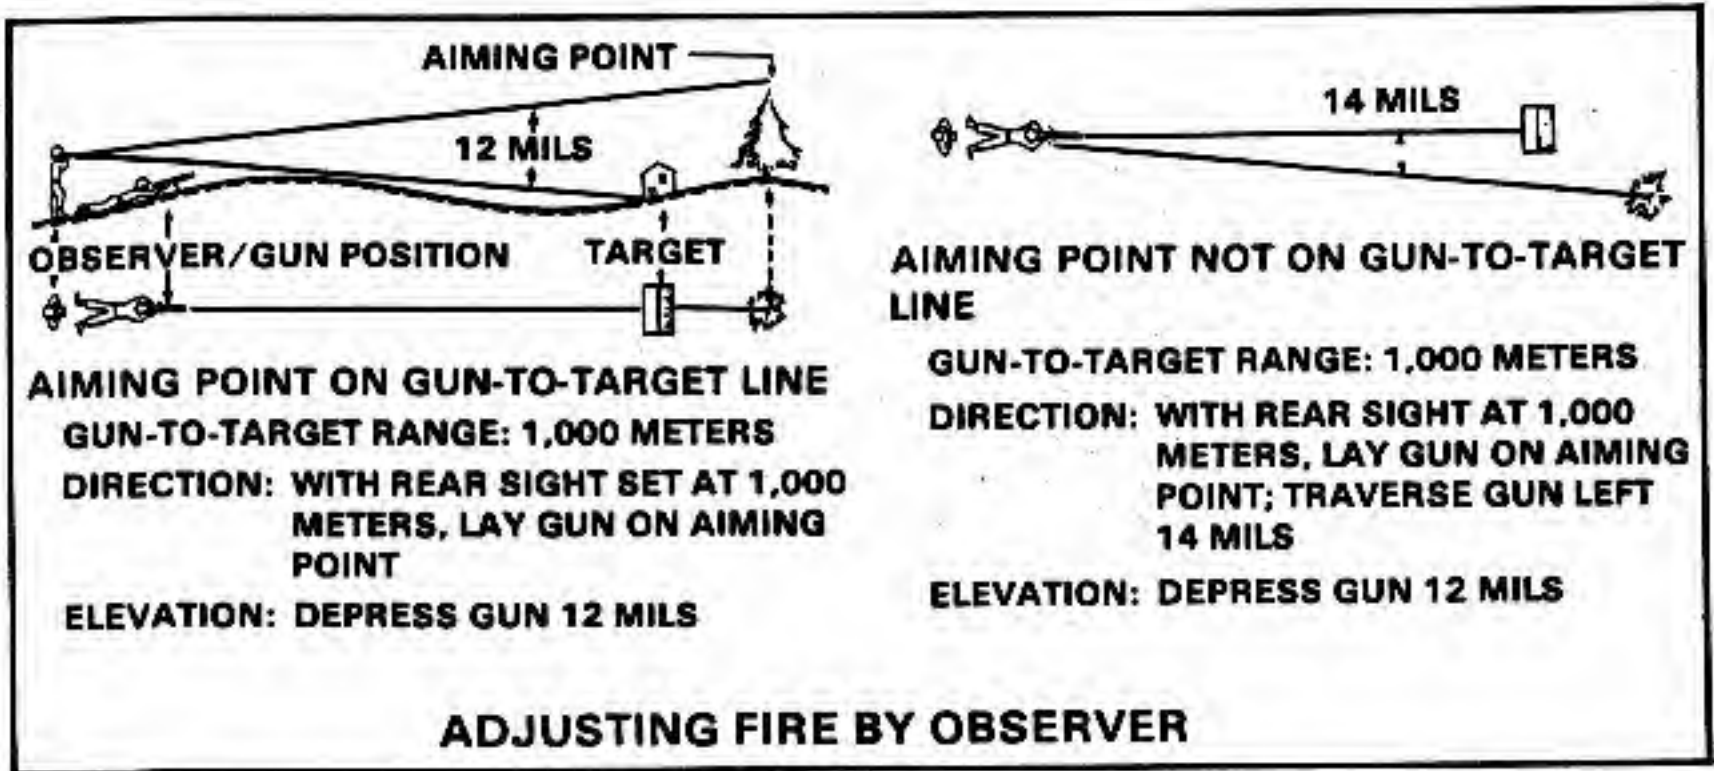 AIMING POINT
12 MILS
OBSERVER/GUN POSITION
TARGET
AIMING POINT ON GUN-TO-TARGET LINE
GUN-TO-TARGET RANGE: 1,000 METERS
DIRECTION: WITH REAR SIGHT SET AT 1,000
METERS, LAY GUN ON AIMING
POINT
ELEVATION: DEPRESS GUN 12 MILS
14 MILS
AIMING POINT NOT ON GUN-TO-TARGET
LINE
GUN-TO-TARGET RANGE: 1,000 METERS
DIRECTION: WITH REAR SIGHT AT 1,000
METERS, LAY GUN ON AIMING
POINT; TRAVERSE GUN LEFT
14 MILS
ELEVATION: DEPRESS GUN 12 MILS
ADJUSTING FIRE BY OBSERVER